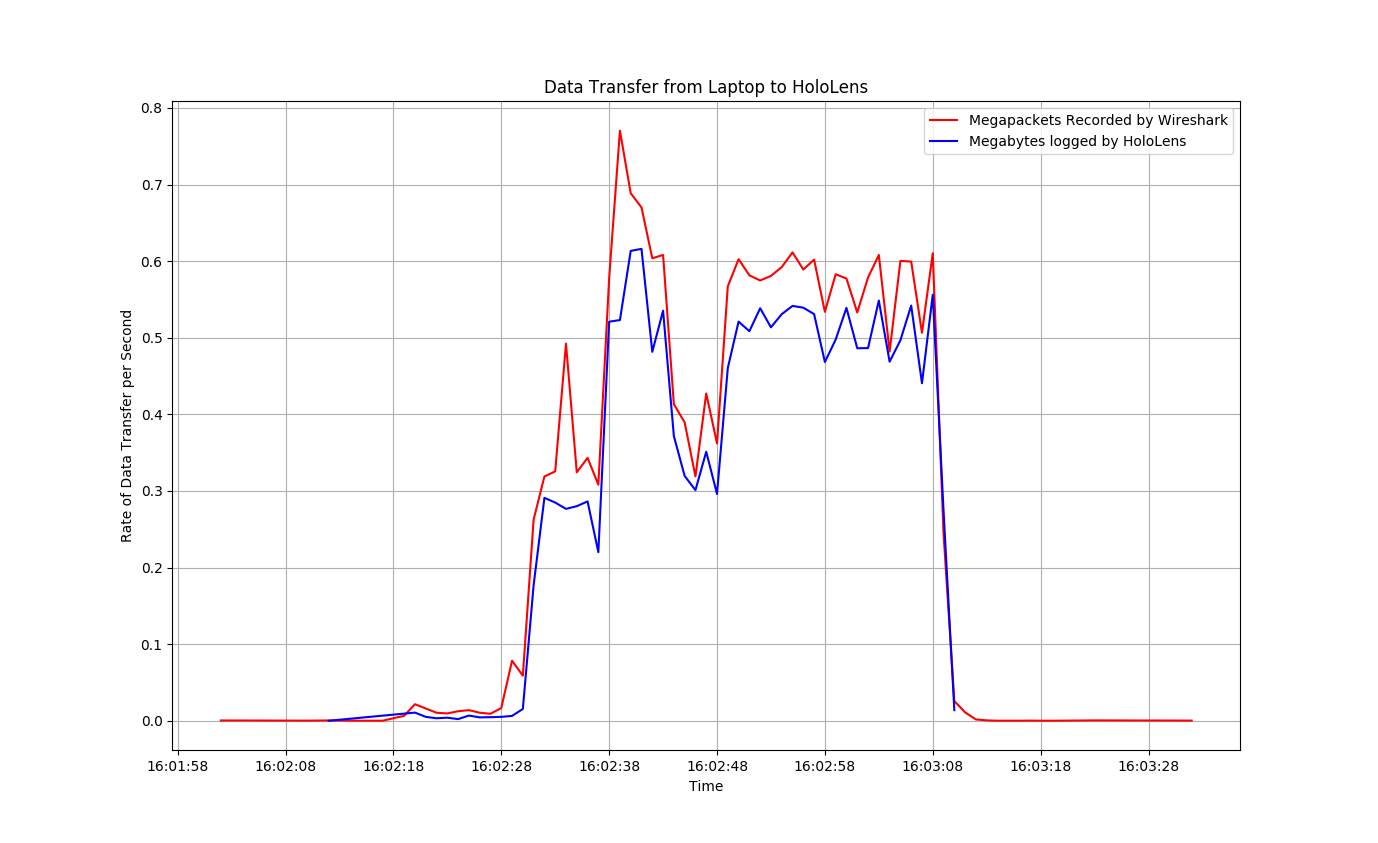 Data Transfer from Laptop to HoloLens
Megapackets Recorded by Wireshark
Megabytes logged by HoloLens
Rate of Data Transfer per Second
0.8
0.7
0.6
0.5
0.4
0.3
0.2
0.1
0.0
16:01:58 16:02:08 16:02:18 16:02:28 16:02:38 16:02:48 16:02:58 16:03:08 16:03:18 16:03:28
Time